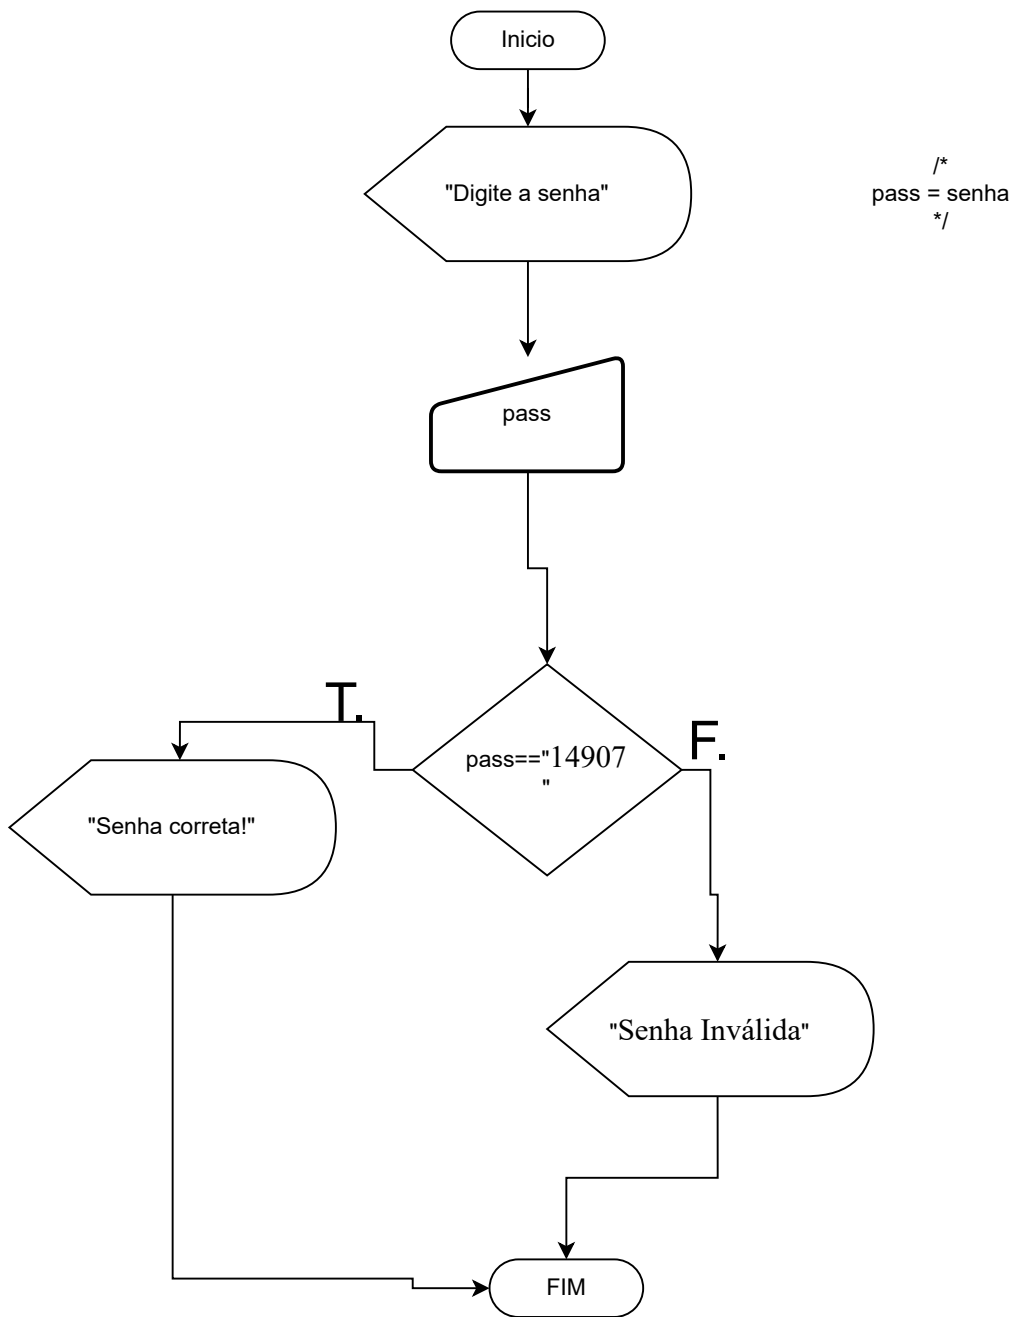 Inicio
"Digite a senha"
/*
pass = senha
*/
pass
T.
F.
pass=="14907
"
"Senha correta!"
"Senha Inválida"
FIM